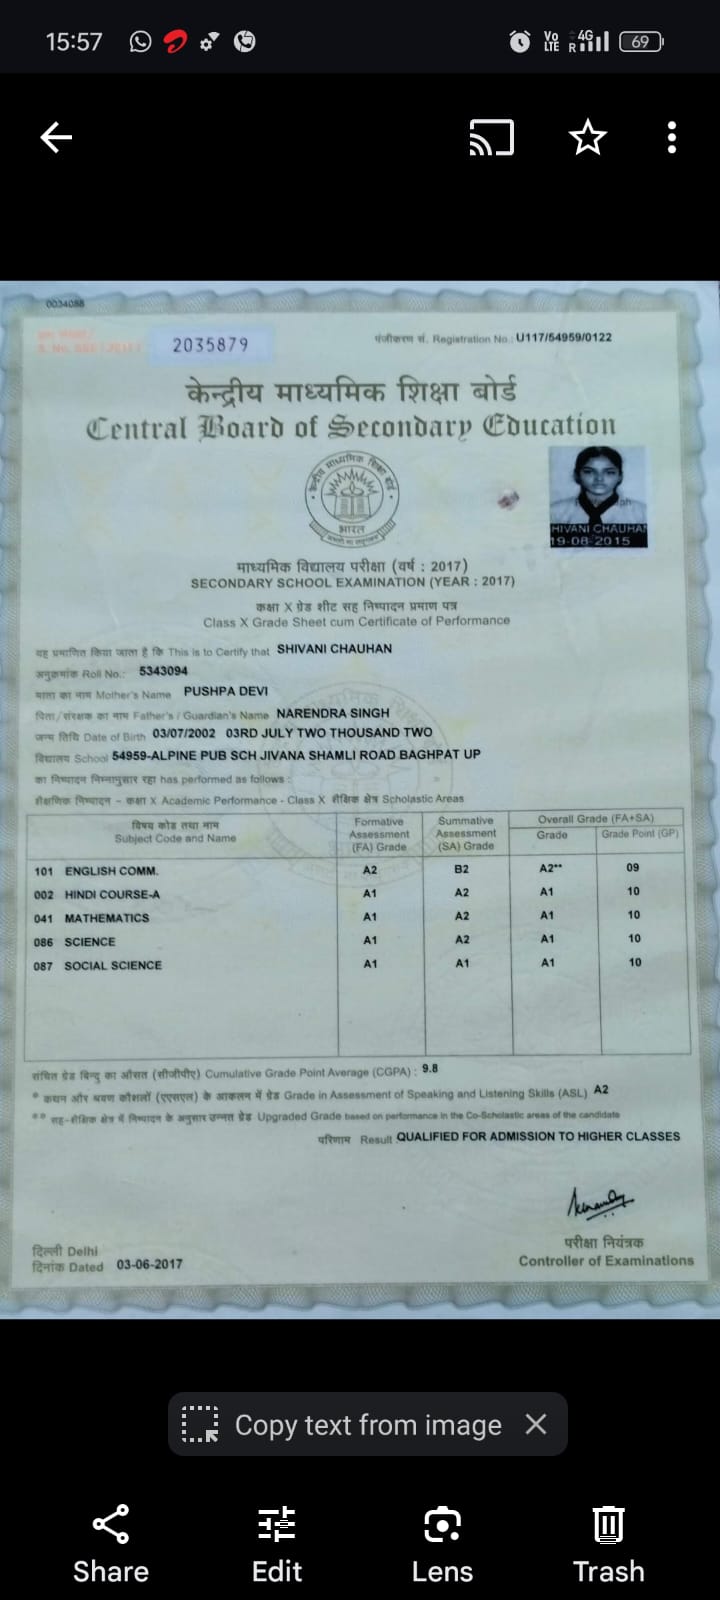 15:57
Vo LTE 4G R 69
0034088
2035879
पंजीकरण सं. Registration No.: U117/54959/0122
केन्द्रीय माध्यमिक शिक्षा बोर्ड
Central Board of Secondary Education
केन्द्रीय माध्यमिक शिक्षा बोर्ड
भारत
HIVANI CHAUHAN
19-08-2015
माध्यमिक विद्यालय परीक्षा (वर्ष : 2017)
SECONDARY SCHOOL EXAMINATION (YEAR : 2017)
कक्षा X ग्रेड शीट सह निष्पादन प्रमाण पत्र
Class X Grade Sheet cum Certificate of Performance
यह प्रमाणित किया जाता है कि This is to Certify that SHIVANI CHAUHAN
अनुक्रमांक Roll No.: 5343094
माता का नाम Mother's Name PUSHPA DEVI
पिता/संरक्षक का नाम Father's / Guardian's Name NARENDRA SINGH
जन्म तिथि Date of Birth 03/07/2002 03RD JULY TWO THOUSAND TWO
विद्यालय School 54959-ALPINE PUB SCH JIVANA SHAMLI ROAD BAGHPAT UP
का निष्पादन निम्नानुसार रहा has performed as follows :
शैक्षणिक निष्पादन - कक्षा X Academic Performance - Class X शैक्षिक क्षेत्र Scholastic Areas
विषय कोड तथा नाम Subject Code and Name Formative Assessment (FA) Grade Summative Assessment (SA) Grade Overall Grade (FA+SA) Grade Grade Point (GP)
101 ENGLISH COMM. A2 B2 A2** 09
002 HINDI COURSE-A A1 A2 A1 10
041 MATHEMATICS A1 A2 A1 10
086 SCIENCE A1 A2 A1 10
087 SOCIAL SCIENCE A1 A1 A1 10
संचित ग्रेड बिन्दु का औसत (सीजीपीए) Cumulative Grade Point Average (CGPA) : 9.8
* कथन और श्रवण कौशलों (एएसएल) के आकलन में ग्रेड Grade in Assessment of Speaking and Listening Skills (ASL) A2
** सह-शैक्षिक क्षेत्र में निष्पादन के अनुसार उन्नत ग्रेड Upgraded Grade based on performance in the Co-Scholastic areas of the candidate
परिणाम Result QUALIFIED FOR ADMISSION TO HIGHER CLASSES
दिल्ली Delhi
दिनांक Dated 03-06-2017
परीक्षा नियंत्रक
Controller of Examinations
Copy text from image
Share Edit Lens Trash